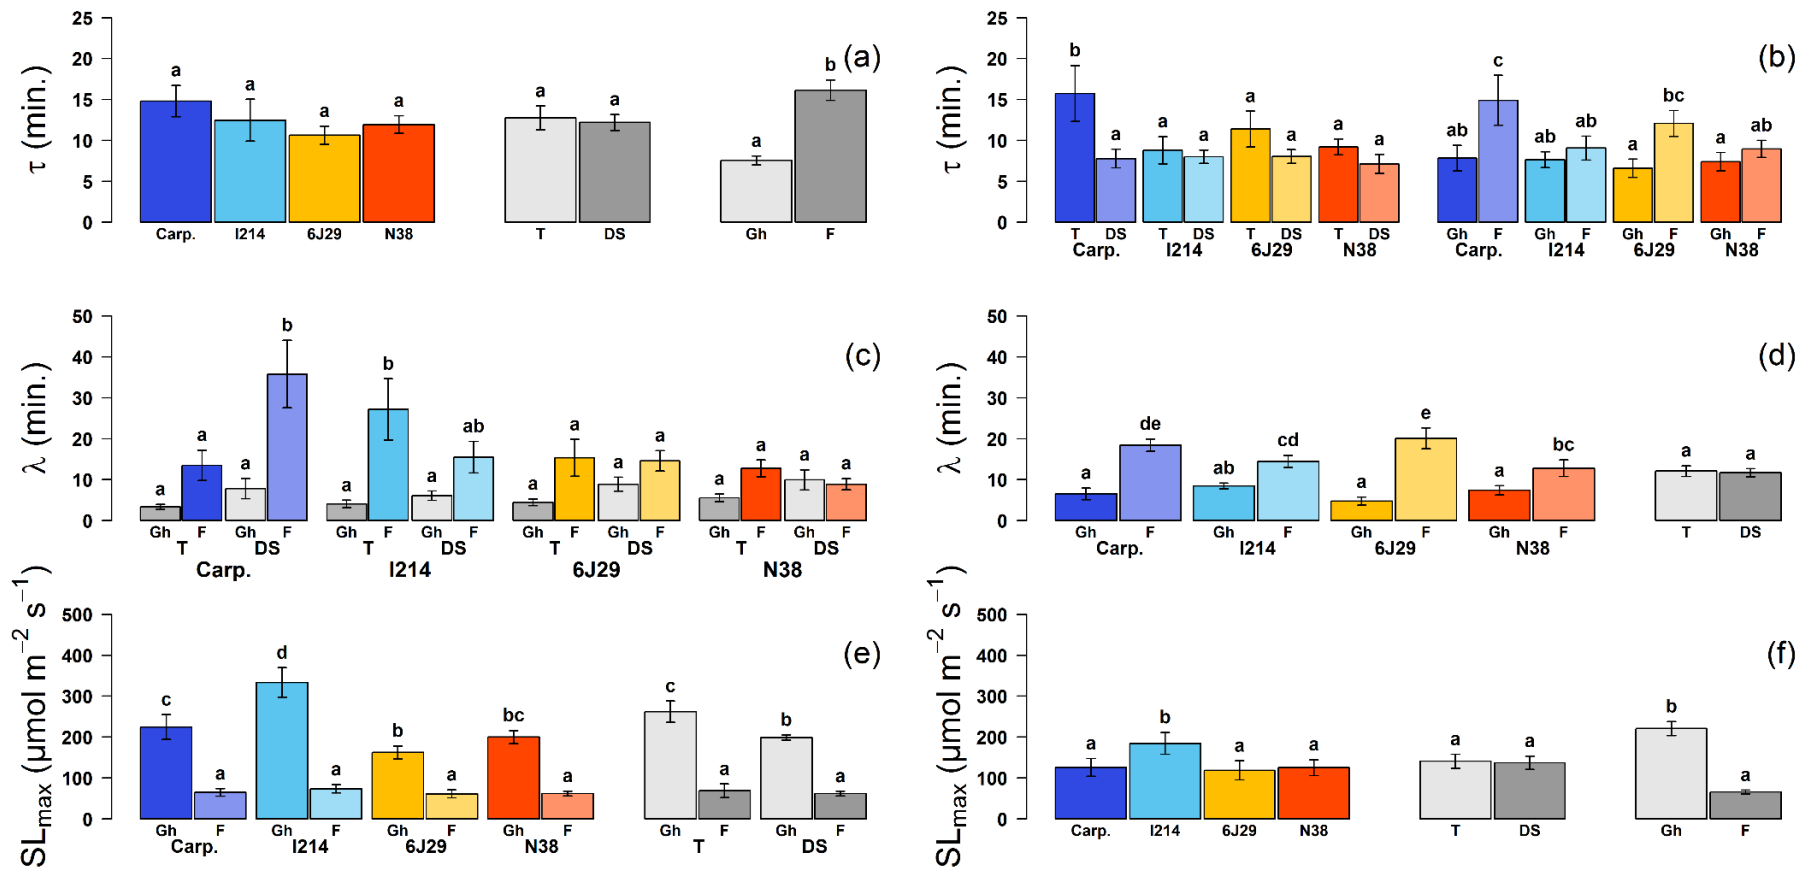 25
20
15
10
5
0
τ (min.)
a
a
a
a
a
a
a
b
(a)
Carp. I214 6J29 N38 T DS Gh F
25
20
15
10
5
0
τ (min.)
b
a
a
a
a
a
a
a
ab
c
ab
ab
a
bc
a
ab
(b)
T DS T DS T DS T DS Gh F Gh F Gh F Gh F
Carp. I214 6J29 N38 Carp. I214 6J29 N38
50
40
30
20
10
0
λ (min.)
a
a
a
b
a
b
a
ab
a
a
a
a
a
a
a
a
(c)
Gh F Gh F Gh F Gh F Gh F Gh F Gh F Gh F
T DS T DS T DS T DS
Carp. I214 6J29 N38
50
40
30
20
10
0
λ (min.)
a
de
ab
cd
a
e
a
bc
a
a
(d)
Gh F Gh F Gh F Gh F T DS
Carp. I214 6J29 N38
500
400
300
200
100
0
SLmax (µmol m−2 s−1)
c
a
d
a
b
a
bc
a
c
a
b
a
(e)
Gh F Gh F Gh F Gh F Gh F Gh F
Carp. I214 6J29 N38 T DS
500
400
300
200
100
0
SLmax (µmol m−2 s−1)
a
b
a
a
a
a
b
a
(f)
Carp. I214 6J29 N38 T DS Gh F